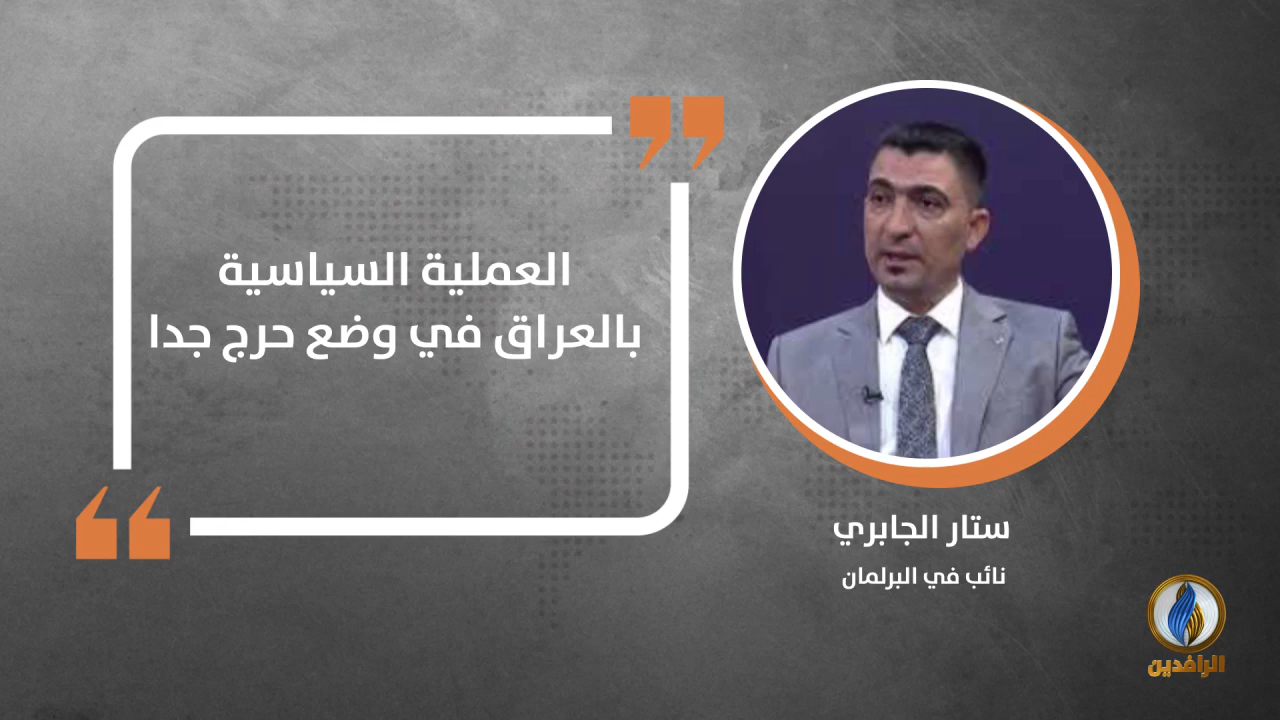 العملية السياسية
بالعراق في وضع حرج جدا
ستار الجابري
نائب في البرلمان
الرافدين